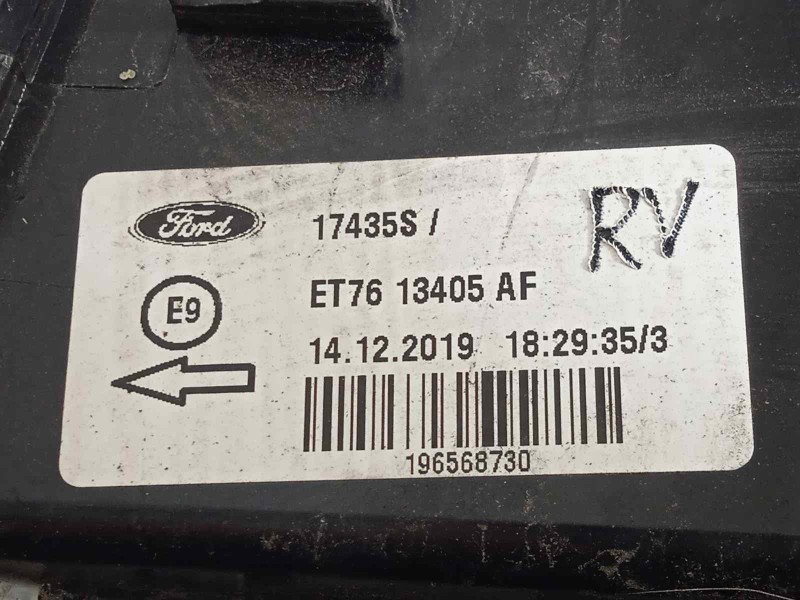 Ford
17435S /
RV
E9
ET76 13405 AF
14.12.2019 18:29:35/3
196568730